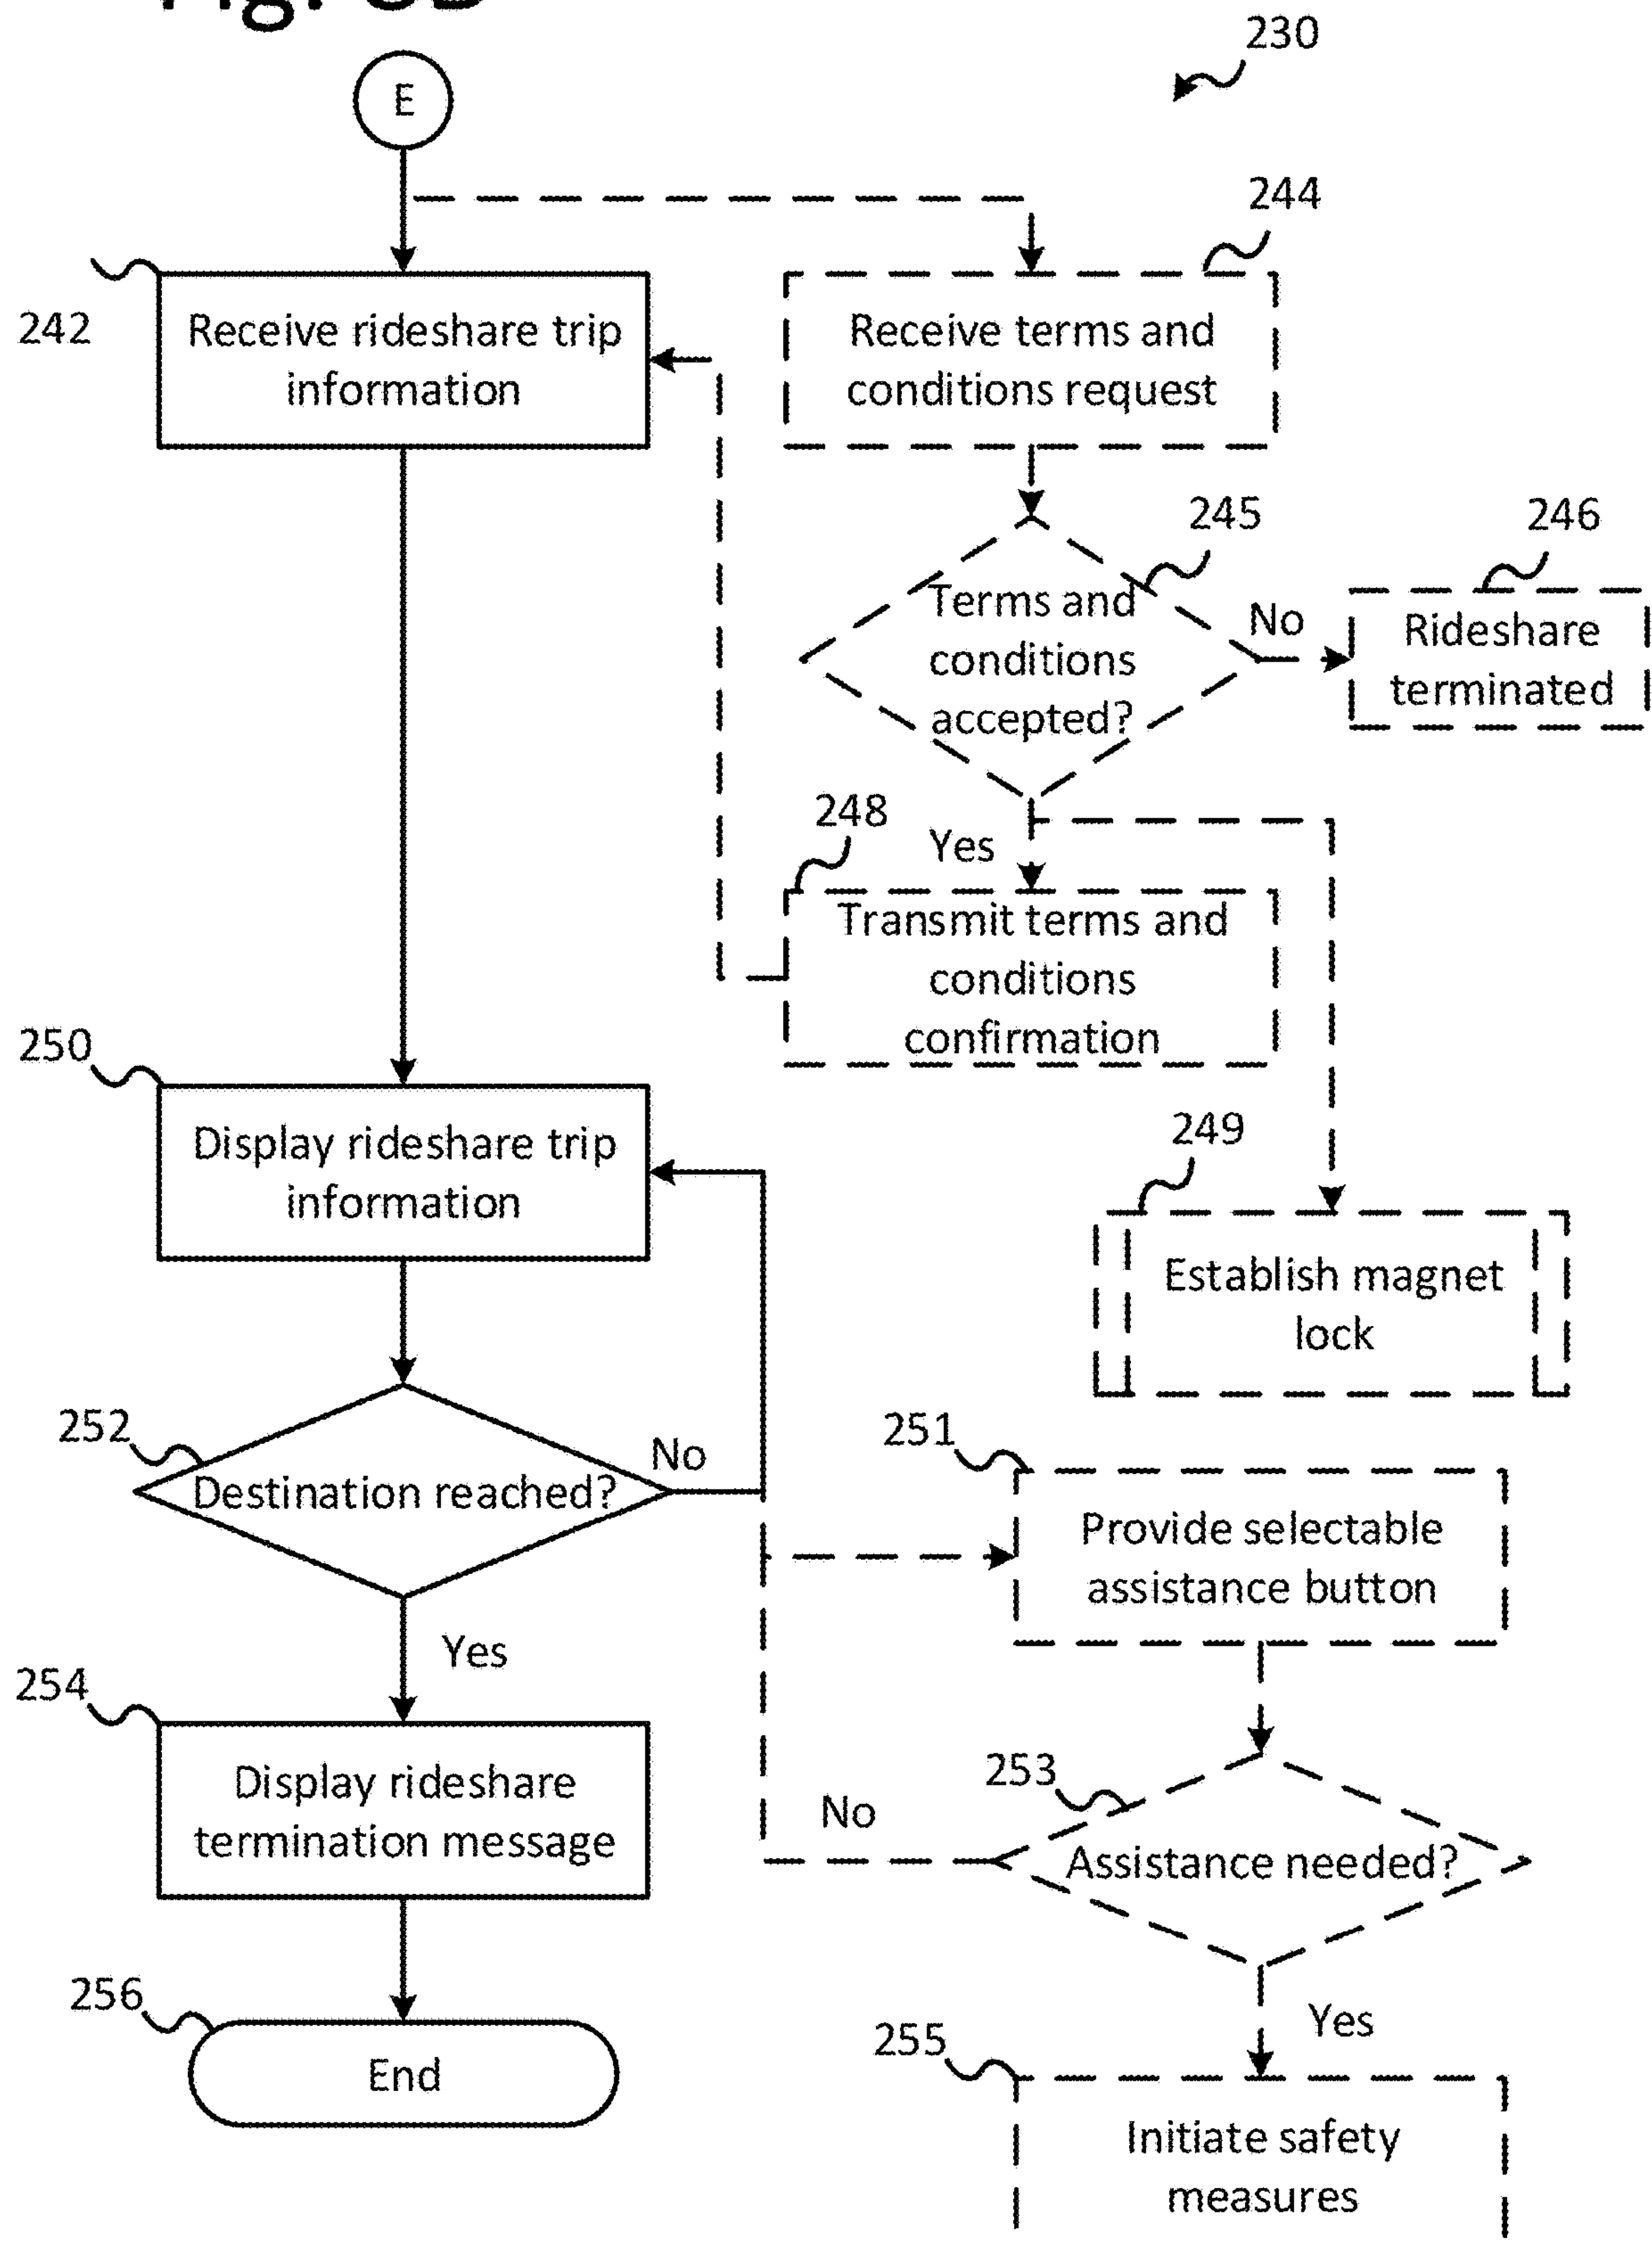 230
E
244
242
Receive rideshare trip
information
Receive terms and
conditions request
245
246
Terms and
conditions
accepted?
No
Rideshare
terminated
248
Yes
Transmit terms and
conditions
confirmation
250
Display rideshare trip
information
249
Establish magnet
lock
252
Destination reached?
No
251
Provide selectable
assistance button
Yes
254
Display rideshare
termination message
253
No
Assistance needed?
256
End
Yes
255
Initiate safety
measures